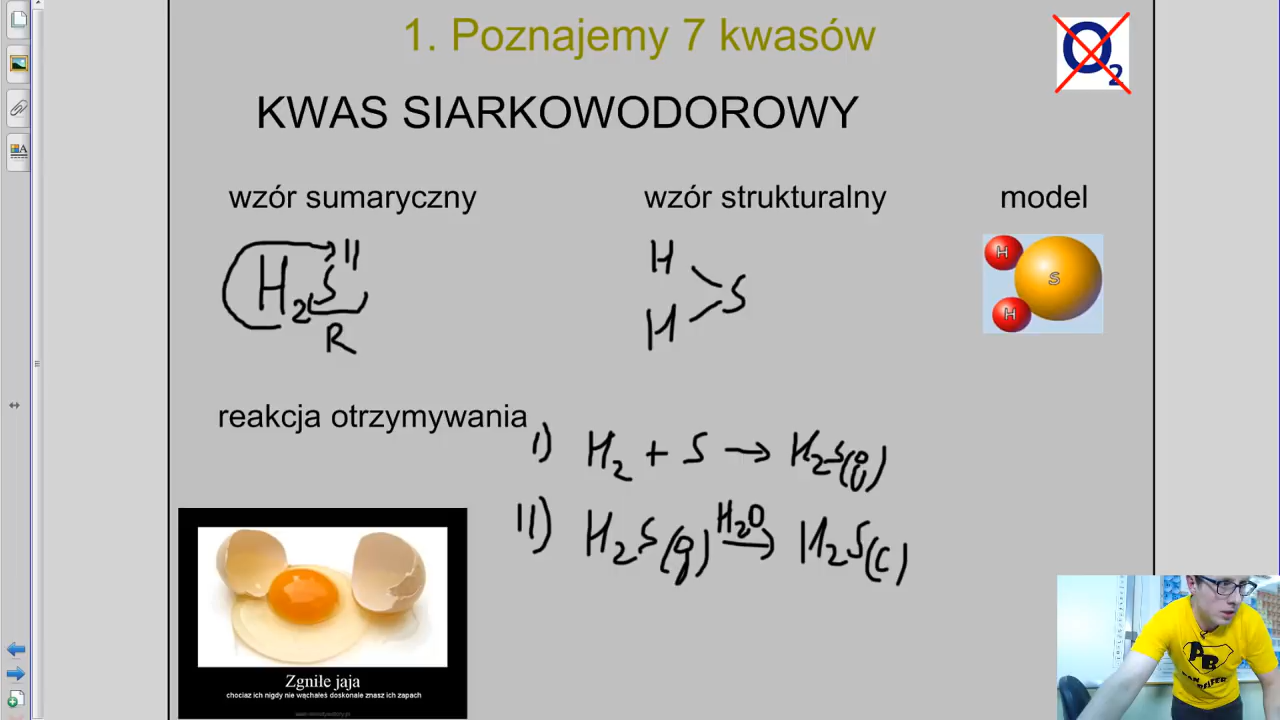 1. Poznajemy 7 kwasów
O2
KWAS SIARKOWODOROWY
wzór sumaryczny
wzór strukturalny
model
H2S II
R
H
H
S
H
S
H
reakcja otrzymywania
I) H2 + S → H2S(g)
II) H2S(g) H2O → H2S(c)
Zgniłe jaja
chociaż ich nigdy nie wąchałeś doskonale znasz ich zapach